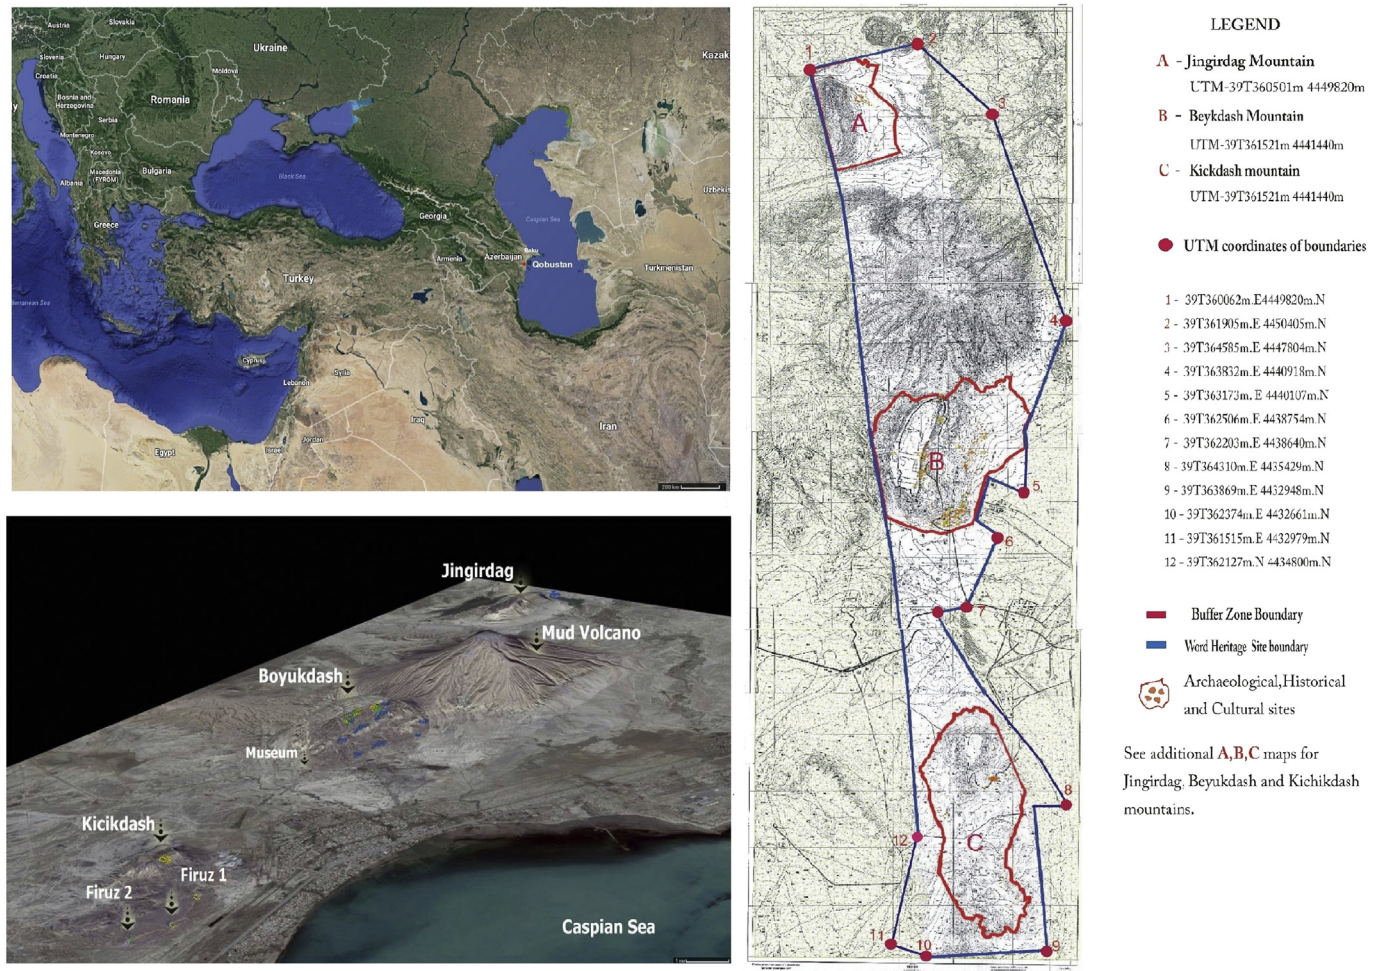 Austria
Slovakia
Slovenia
Hungary
Croatia
Moldova
Ukraine
Kazak
Bosnia and
Herzegovina
Romania
Serbia
Montenegro
Kosovo
Bulgaria
Macedonia
(FYROM)
Albania
Black Sea
Georgia
Caspian Sea
Uzbekis
Greece
Armenia
Azerbaijan
Baku
Qobustan
Turkmenistan
Turkey
Cyprus
Syria
Lebanon
Iraq
Iran
Israel
Jordan
Egypt
200 km
Jingirdag
Mud Volcano
Boyukdash
Museum
Kicikdash
Firuz 1
Firuz 2
Caspian Sea
1
2
3
A
4
B
5
6
7
8
C
12
11
10
9
LEGEND
A - Jingirdag Mountain
UTM-39T360501m 4449820m
B - Beykdash Mountain
UTM-39T361521m 4441440m
C - Kickdash mountain
UTM-39T361521m 4441440m
UTM coordinates of boundaries
1 - 39T360062m.E4449820m.N
2 - 39T361905m.E 4450405m.N
3 - 39T364585m.E 4447804m.N
4 - 39T363832m.E 4440918m.N
5 - 39T363173m. E 4440107m.N
6 - 39T362506m.E 4438754m.N
7 - 39T362203m.E 4438640m.N
8 - 39T364310m.E 4435429m.N
9 - 39T363869m.E 4432948m.N
10 - 39T362374m.E 4432661m.N
11 - 39T361515m.E 4432979m.N
12 - 39T362127m.N 4434800m.N
Buffer Zone Boundary
Word Heritage Site boundary
Archaeological,Historical
and Cultural sites
See additional A,B,C maps for
Jingirdag, Beyukdash and Kichikdash
mountains.